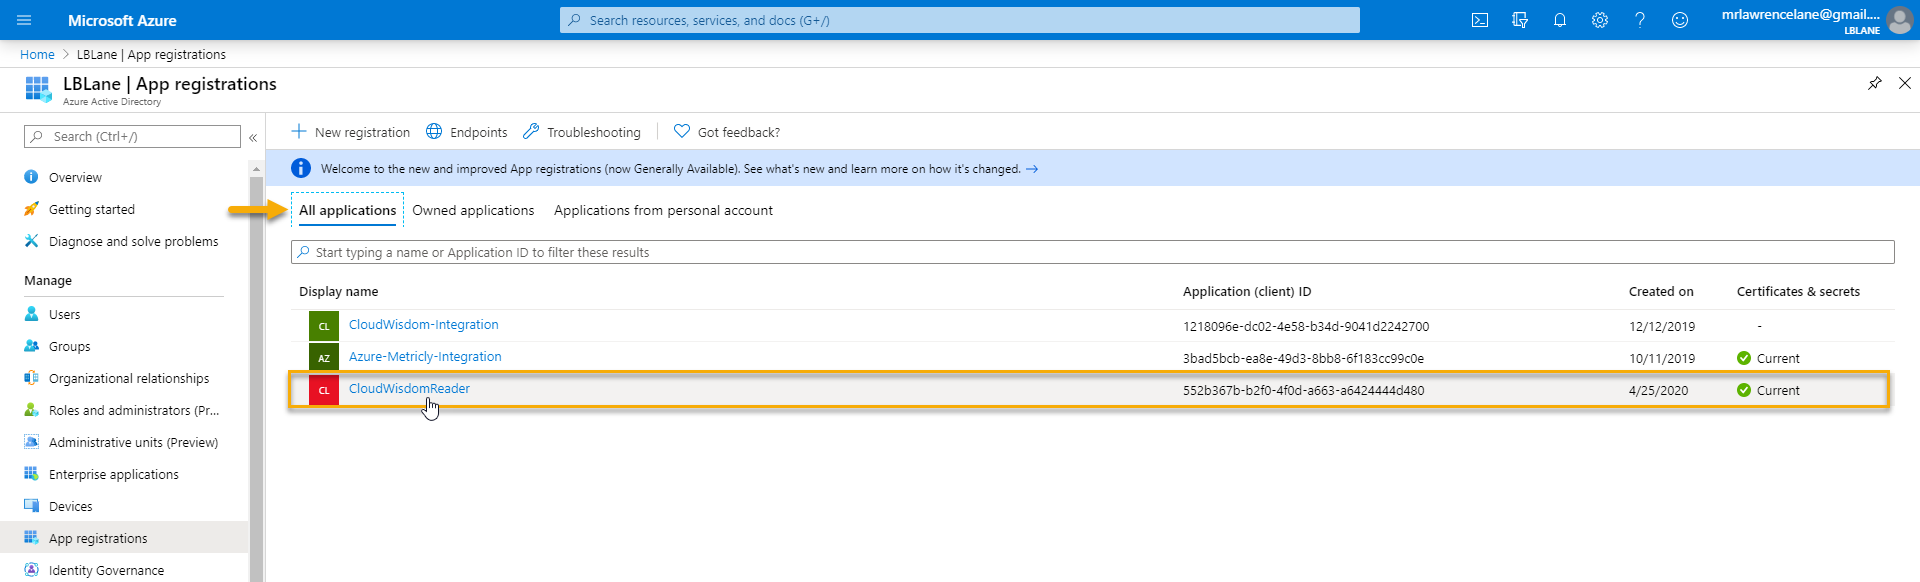 Microsoft Azure
Search resources, services, and docs (G+/)
mrlawrencelane@gmail....
LBLANE
Home > LBLane | App registrations
LBLane | App registrations
Azure Active Directory
Search (Ctrl+/)
«
Overview
Getting started
Diagnose and solve problems
Manage
Users
Groups
Organizational relationships
Roles and administrators (Pr...
Administrative units (Preview)
Enterprise applications
Devices
App registrations
Identity Governance
New registration Endpoints Troubleshooting Got feedback?
Welcome to the new and improved App registrations (now Generally Available). See what's new and learn more on how it's changed. →
All applications Owned applications Applications from personal account
Start typing a name or Application ID to filter these results
Display name Application (client) ID Created on Certificates & secrets
CL CloudWisdom-Integration 1218096e-dc02-4e58-b34d-9041d2242700 12/12/2019 -
AZ Azure-Metricly-Integration 3bad5bcb-ea8e-49d3-8bb8-6f183cc99c0e 10/11/2019 Current
CL CloudWisdomReader 552b367b-b2f0-4f0d-a663-a6424444d480 4/25/2020 Current